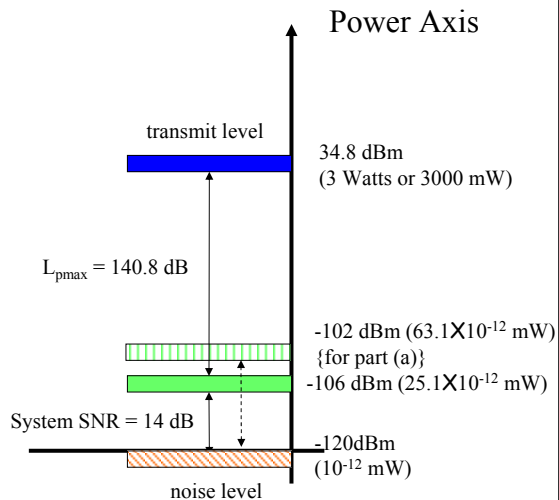 Power Axis
transmit level
34.8 dBm
(3 Watts or 3000 mW)
Lpmax = 140.8 dB
-102 dBm (63.1X10-12 mW)
{for part (a)}
-106 dBm (25.1X10-12 mW)
System SNR = 14 dB
-120dBm
(10-12 mW)
noise level